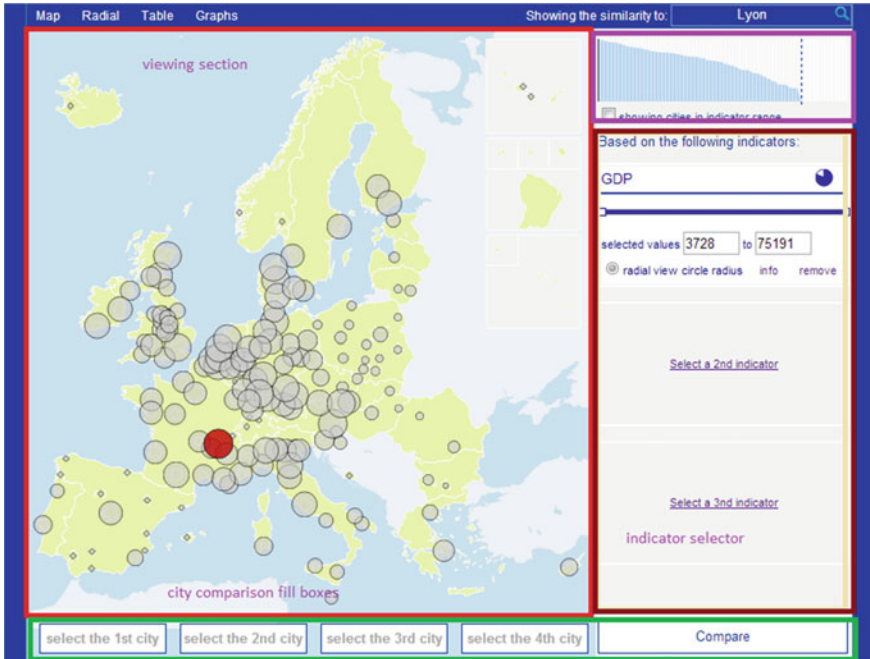 Map Radial Table Graphs Showing the similarity to: Lyon
viewing section
showing cities in indicator range
Based on the following indicators:
GDP
selected values 3728 to 75191
radial view circle radius info remove
Select a 2nd indicator
Select a 3nd indicator
indicator selector
city comparison fill boxes
select the 1st city select the 2nd city select the 3rd city select the 4th city Compare